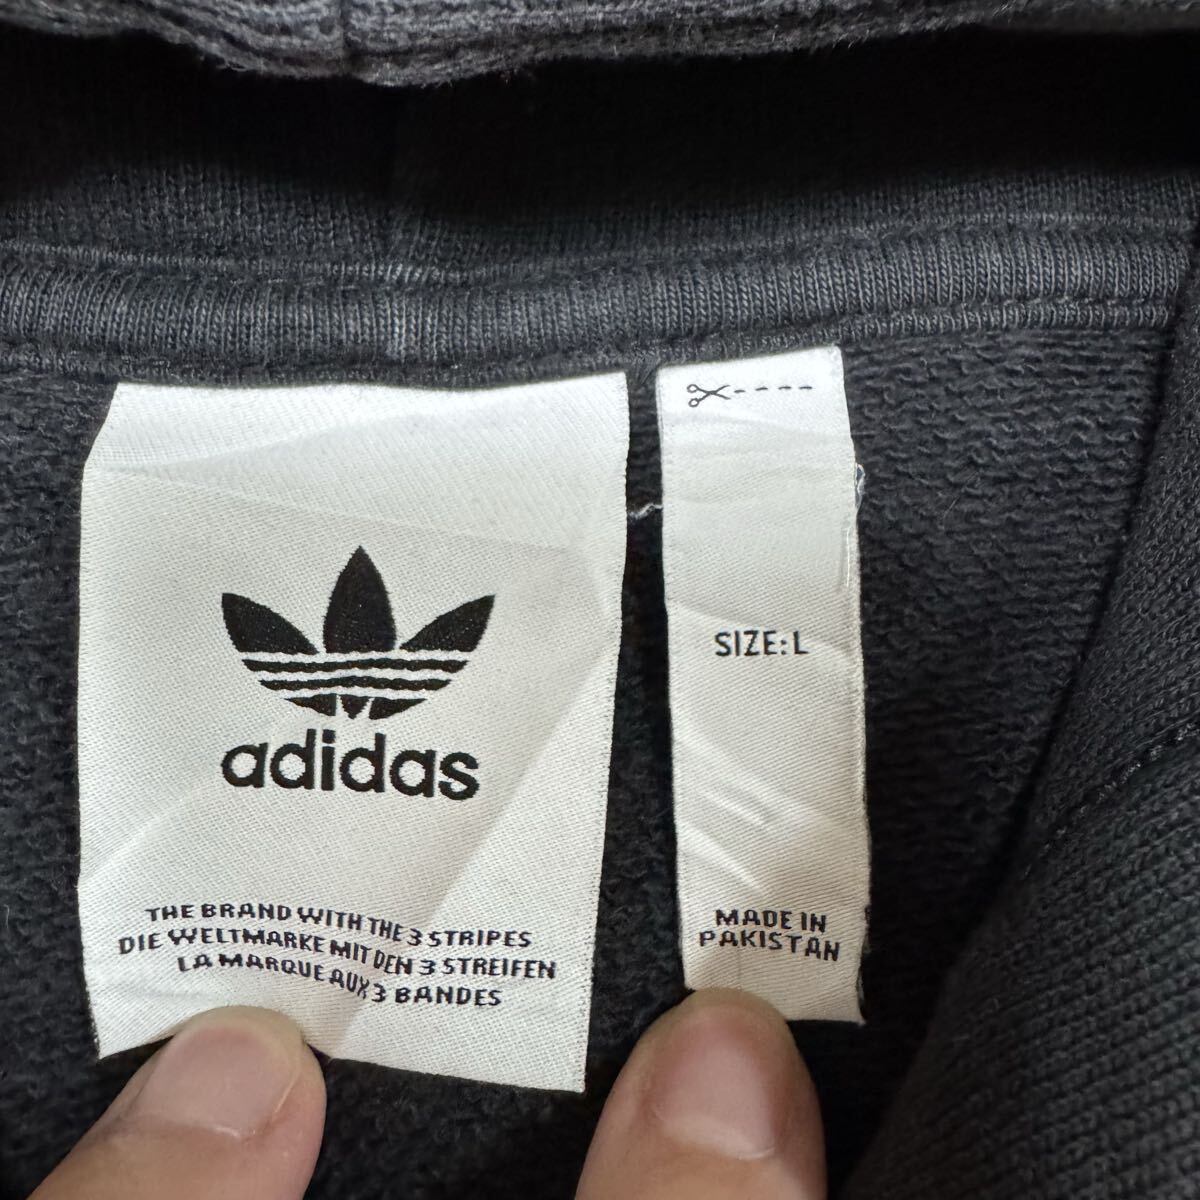 adidas
THE BRAND WITH THE 3 STRIPES
DIE WELTMARKE MIT DEN 3 STREIFEN
LA MARQUE AUX 3 BANDES
SIZE: L
MADE IN
PAKISTAN